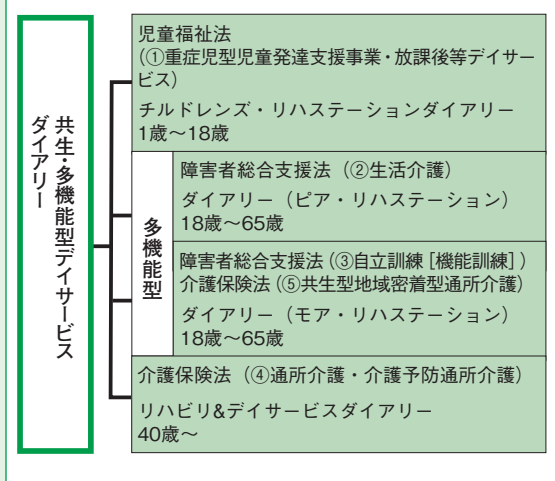 共生・多機能型デイサービス
ダイアリー
児童福祉法
(①重症児型児童発達支援事業・放課後等デイサー
ビス)
チルドレンズ・リハステーションダイアリー
1歳〜18歳
多機能型
障害者総合支援法（②生活介護）
ダイアリー（ピア・リハステーション）
18歳〜65歳
障害者総合支援法（③自立訓練［機能訓練］）
介護保険法（⑤共生型地域密着型通所介護）
ダイアリー（モア・リハステーション）
18歳〜65歳
介護保険法（④通所介護・介護予防通所介護）
リハビリ&デイサービスダイアリー
40歳〜